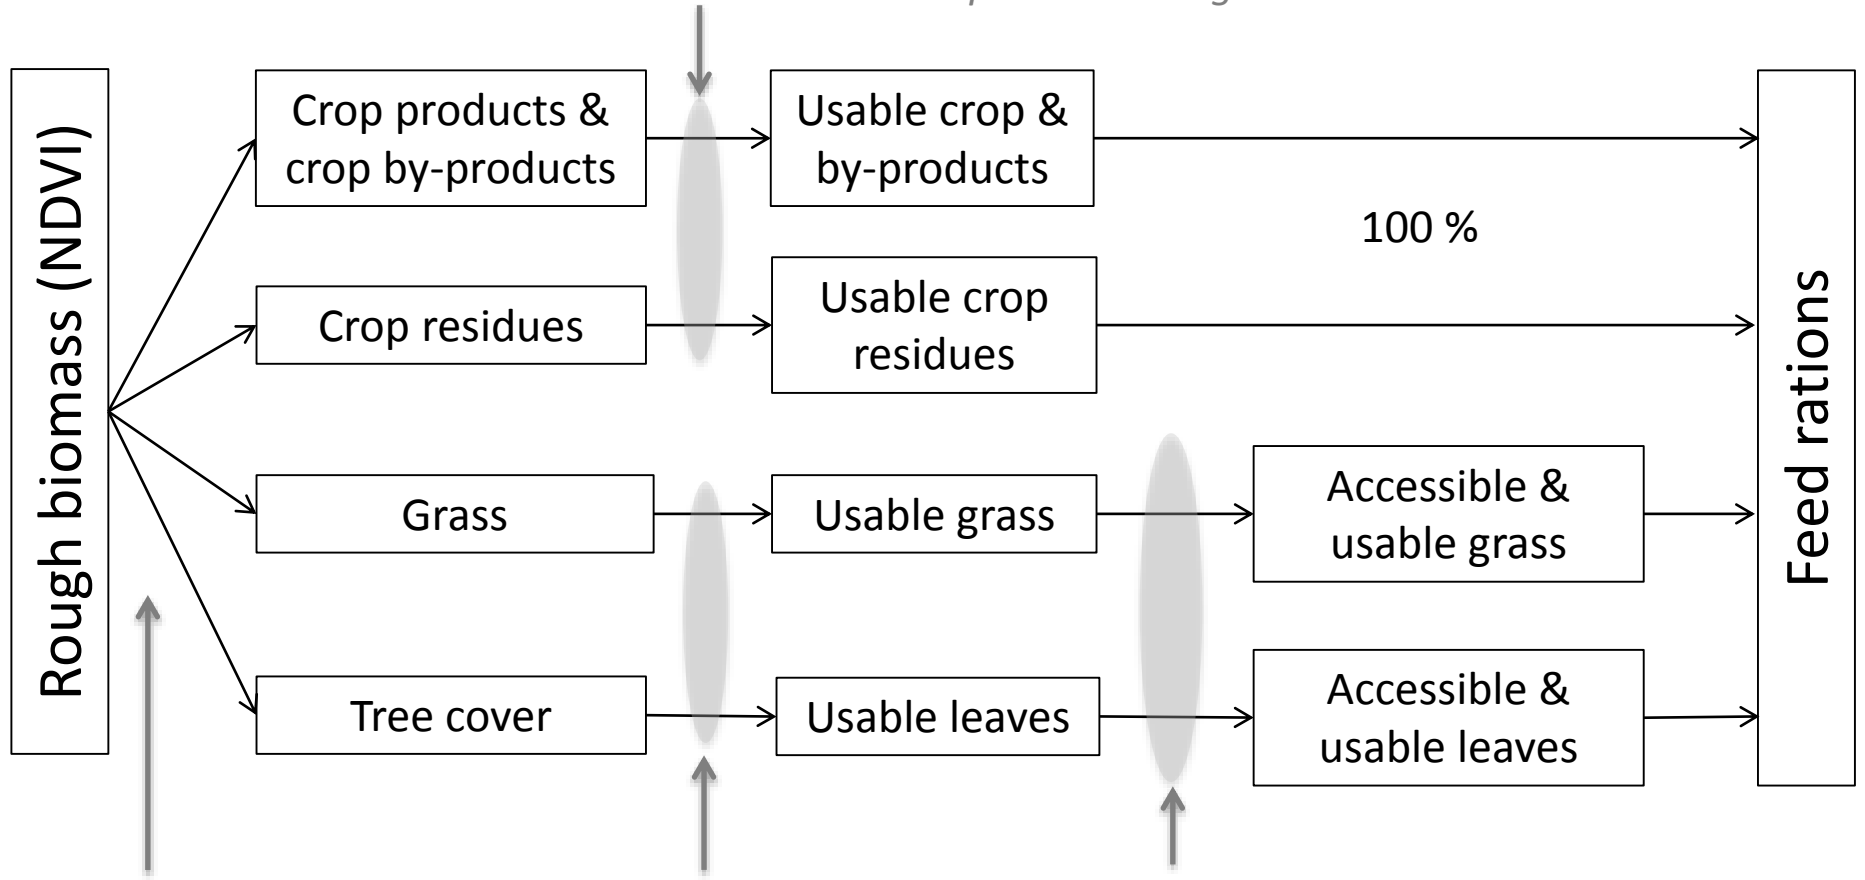 Rough biomass (NDVI)
Crop products &
crop by-products
Usable crop &
by-products
100 %
Crop residues
Usable crop
residues
Grass
Usable grass
Accessible &
usable grass
Tree cover
Usable leaves
Accessible &
usable leaves
Feed rations